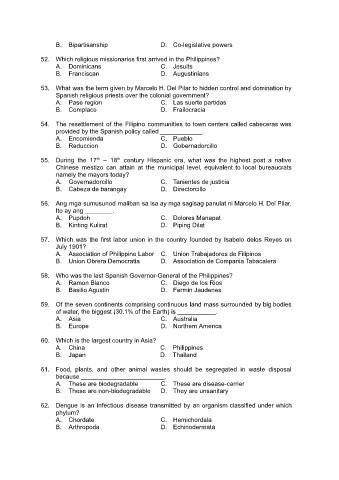 B. Bipartisanship D. Co-legislative powers
52. Which religious missionaries first arrived in the Philippines?
A. Dominicans C. Jesuits
B. Franciscan D. Augustinians
53. What was the term given by Marcelo H. Del Pilar to hidden control and domination by
Spanish religious priests over the colonial government?
A. Pase region C. Las suerte partidas
B. Complace D. Frailocracia
54. The resettlement of the Filipino communities to town centers called cabeceras was
provided by the Spanish policy called ____________.
A. Encomienda C. Pueblo
B. Reduccion D. Gobernadorcillo
55. During the 17th – 18th century Hispanic era, what was the highest post a native
Chinese mestizo can attain at the municipal level, equivalent to local bureaucrats
namely the mayors today?
A. Governadorcillo C. Tenientes de justicia
B. Cabeza de barangay D. Directorcillo
56. Ang mga sumusunod maliban sa isa ay mga sagisag panulat ni Marcelo H. Del Pilar.
Ito ay ang ________.
A. Pupdoh C. Dolores Manapat
B. Kinting Kulirat D. Piping Dilat
57. Which was the first labor union in the country founded by Isabelo delos Reyes on
July 1901?
A. Association of Philippine Labor C. Union Trabajadores de Filipinos
B. Union Obrera Democratis D. Association de Compania Tabacalera
58. Who was the last Spanish Governor-General of the Philippines?
A. Ramon Blanco C. Diego de los Rios
B. Basilio Agustin D. Fermin Jaudenes
59. Of the seven continents comprising continuous land mass surrounded by big bodies
of water, the biggest (30.1% of the Earth) is ___________.
A. Asia C. Australia
B. Europe D. Northern America
60. Which is the largest country in Asia?
A. China C. Philippines
B. Japan D. Thailand
61. Food, plants, and other animal wastes should be segregated in waste disposal
because ________________________.
A. These are biodegradable C. These are disease-carrier
B. These are non-biodegradable D. They are unsanitary
62. Dengue is an infectious disease transmitted by an organism classified under which
phylum?
A. Chordate C. Hemichordala
B. Arthropoda D. Echinodermata